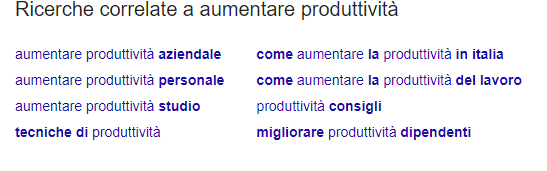 Ricerche correlate a aumentare produttività
aumentare produttività aziendale
aumentare produttività personale
aumentare produttività studio
tecniche di produttività
come aumentare la produttività in italia
come aumentare la produttività del lavoro
produttività consigli
migliorare produttività dipendenti